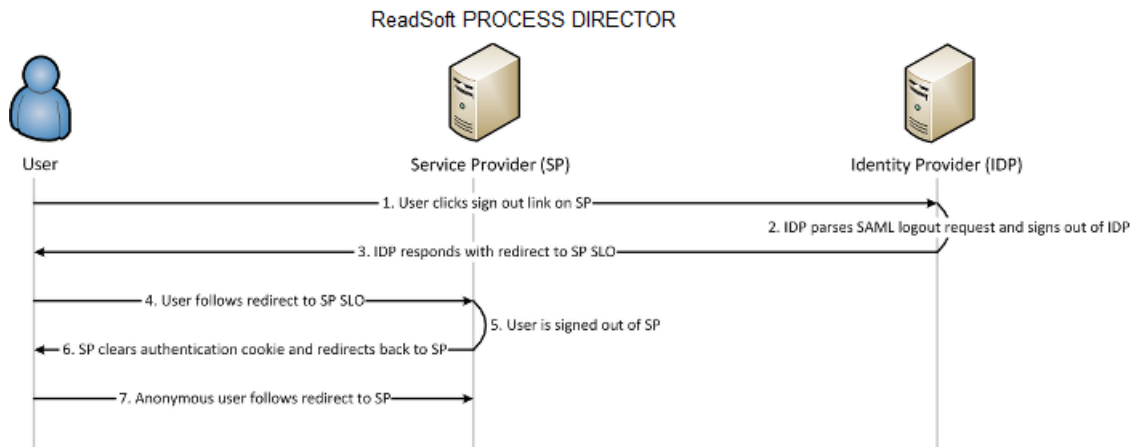 ReadSoft PROCESS DIRECTOR
User
Service Provider (SP)
Identity Provider (IDP)
1. User clicks sign out link on SP
2. IDP parses SAML logout request and signs out of IDP
3. IDP responds with redirect to SP SLO
4. User follows redirect to SP SLO
5. User is signed out of SP
6. SP clears authentication cookie and redirects back to SP
7. Anonymous user follows redirect to SP